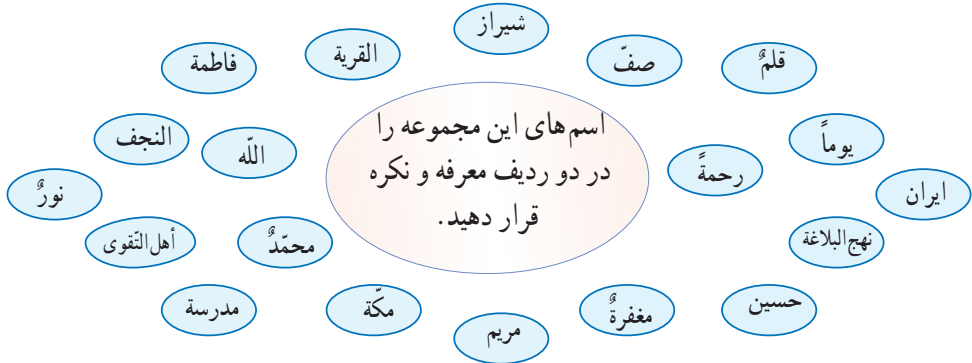 شیراز
قلمٌ
صفّ
القریة
فاطمة
یوماً
النجف
اللّه
رحمةً
ایران
نورٌ
اسم‌های این مجموعه را
در دو ردیف معرفه و نکره
قرار دهید.
نهج‌البلاغة
محمّدٌ
أهل‌التّقوی
حسین
مغفرةٌ
مکّة
مدرسة
مریم